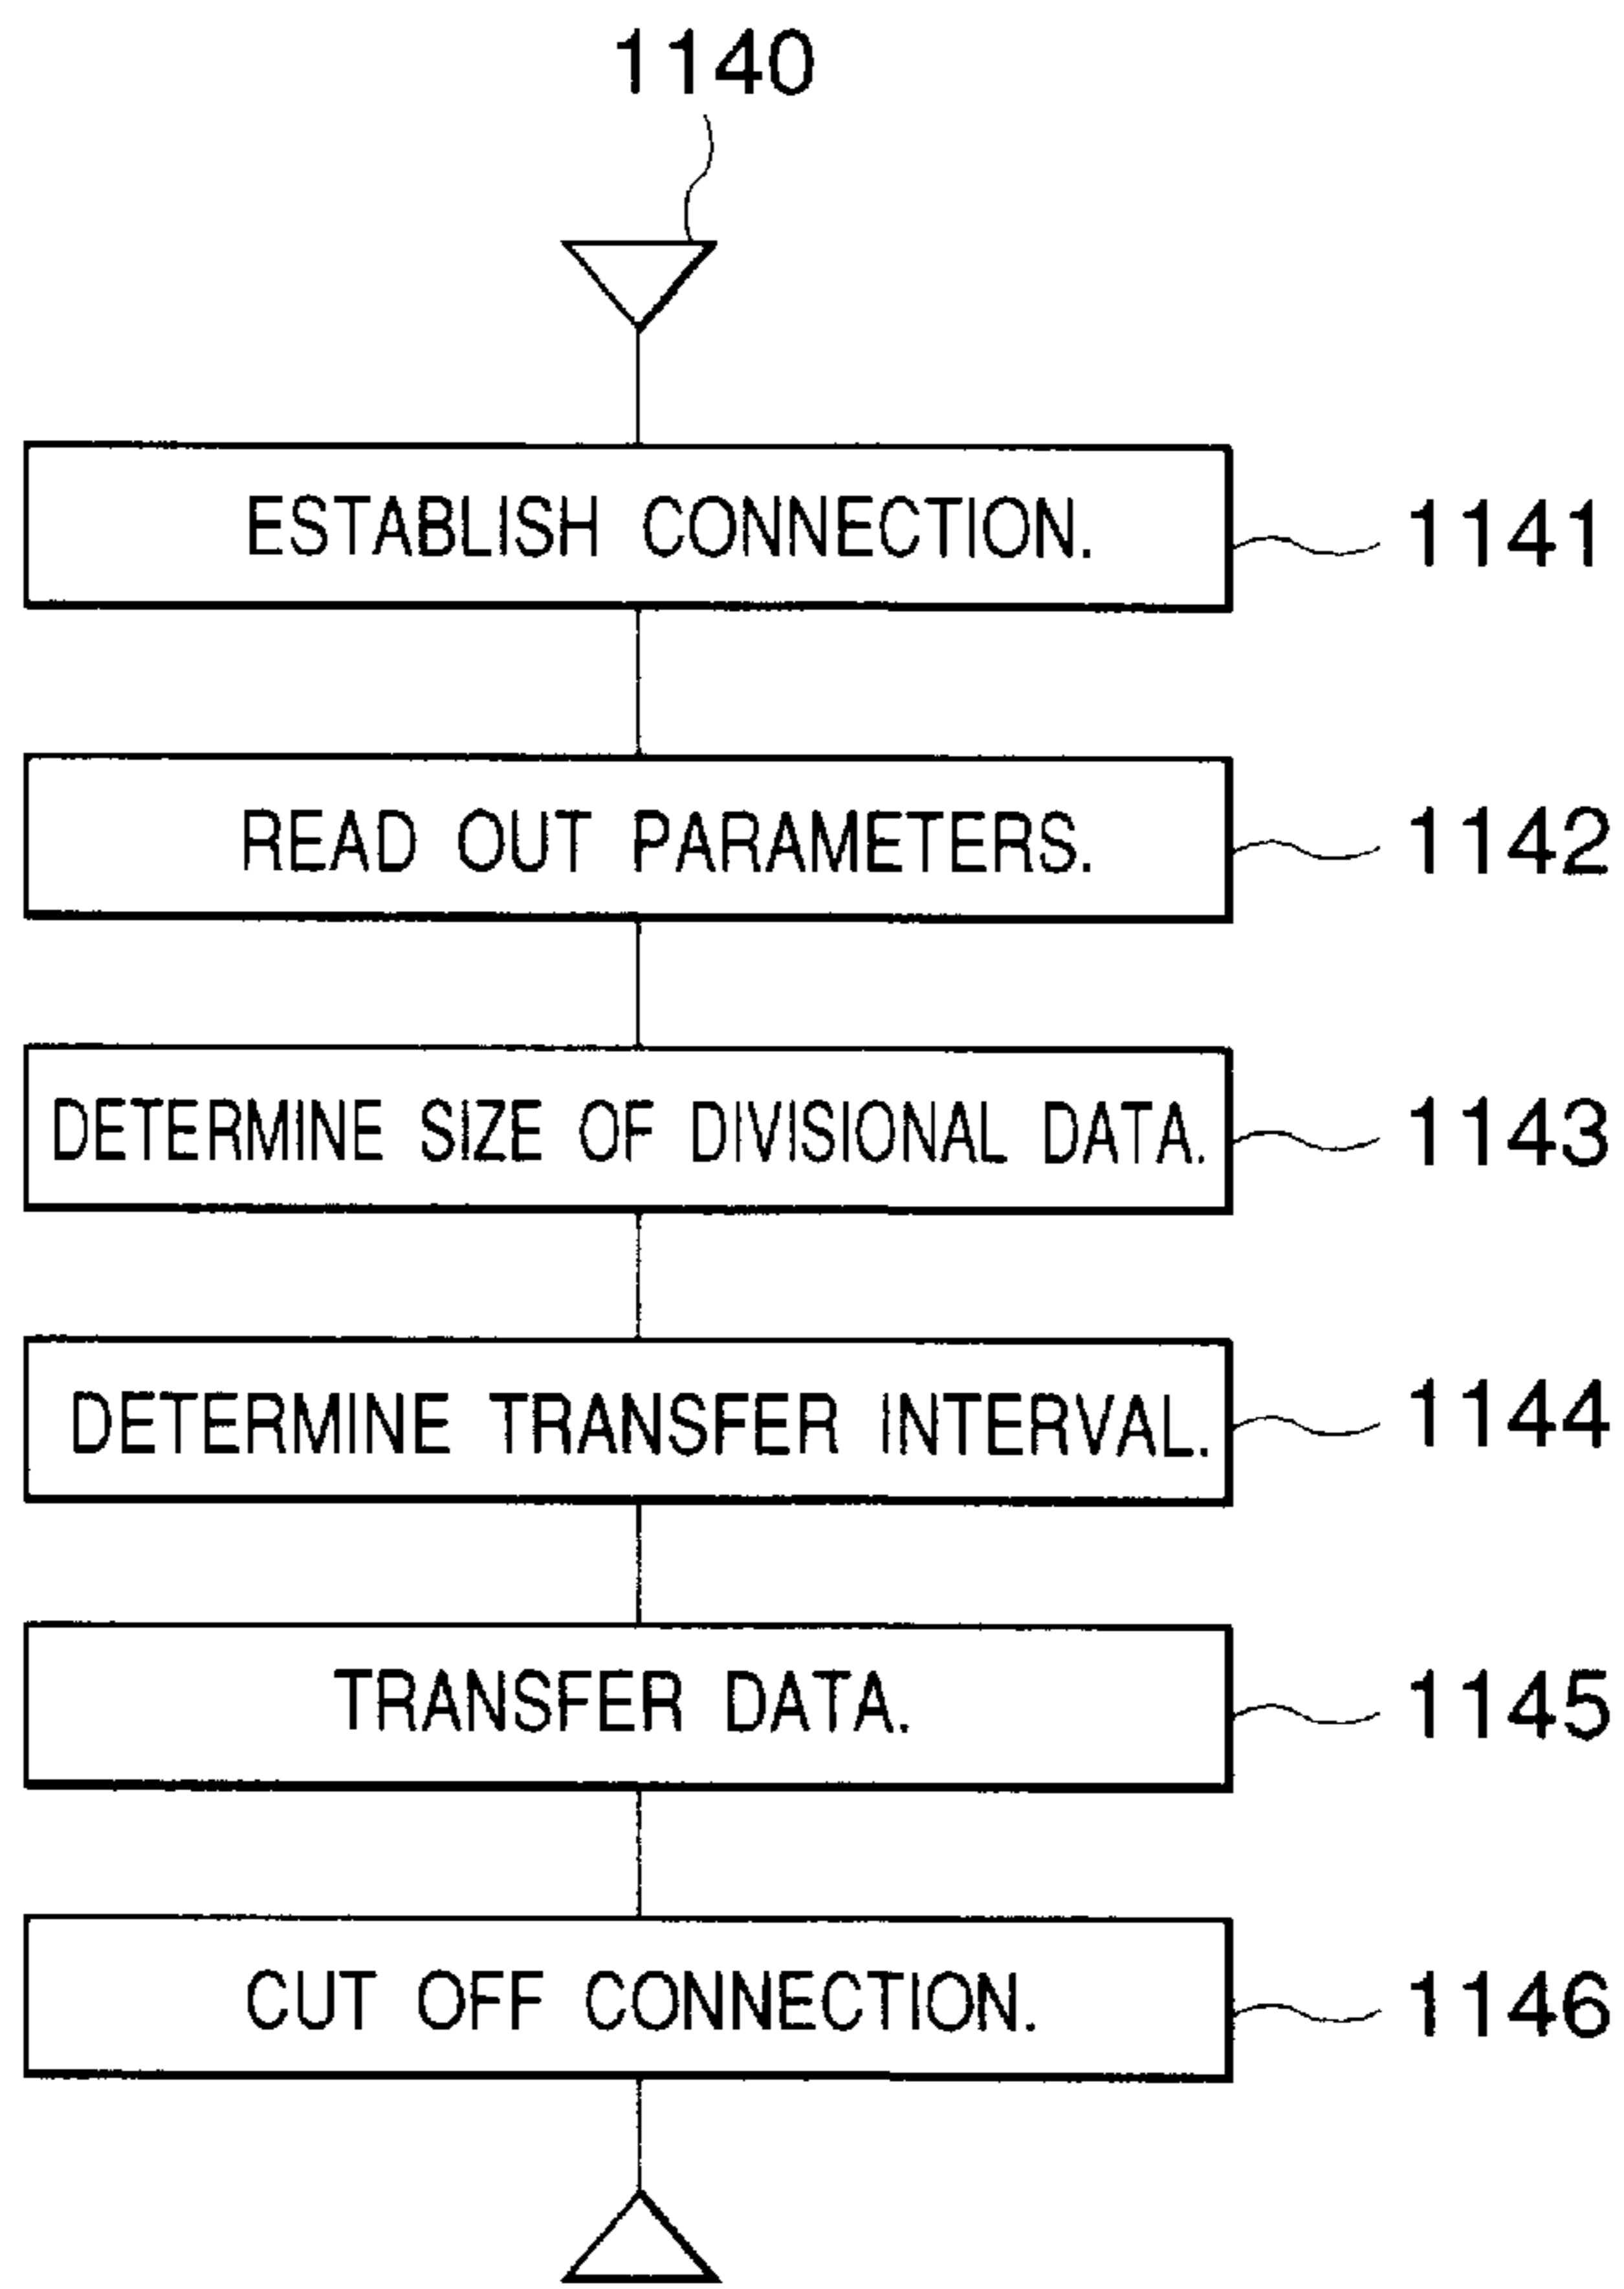 1140
ESTABLISH CONNECTION. 1141
READ OUT PARAMETERS. 1142
DETERMINE SIZE OF DIVISIONAL DATA. 1143
DETERMINE TRANSFER INTERVAL. 1144
TRANSFER DATA. 1145
CUT OFF CONNECTION. 1146